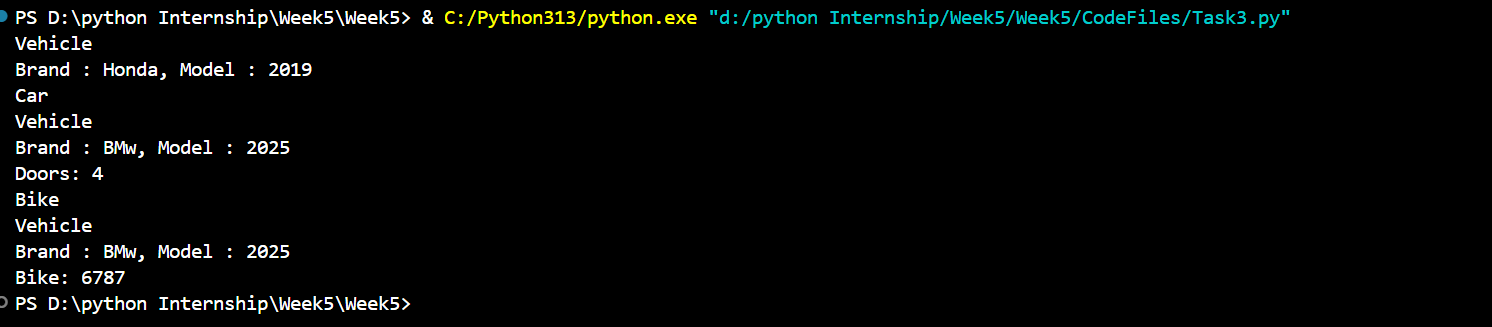 PS D:\python Internship\Week5\Week5> & C:/Python313/python.exe "d:/python Internship/Week5/Week5/CodeFiles/Task3.py"
Vehicle
Brand : Honda, Model : 2019
Car
Vehicle
Brand : BMw, Model : 2025
Doors: 4
Bike
Vehicle
Brand : BMw, Model : 2025
Bike: 6787
PS D:\python Internship\Week5\Week5>